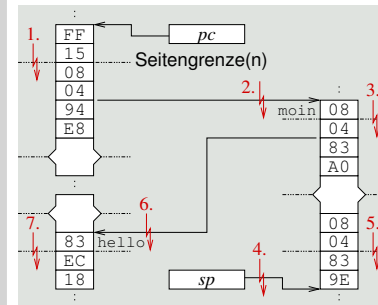 1.
FF
pc
15
Seitengrenze(n)
08
04
2.
3.
94
moin 08
E8
04
83
A0
6.
7.
08
5.
83 hello
04
4.
EC
83
18
sp
9E